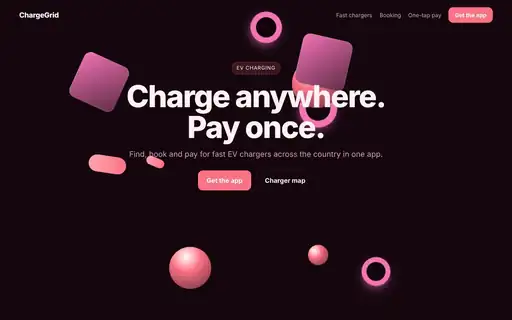 ChargeGrid
Fast chargers
Booking
One-tap pay
Get the app
EV CHARGING
Charge anywhere.
Pay once.
Find, book and pay for fast EV chargers across the country in one app.
Get the app
Charger map